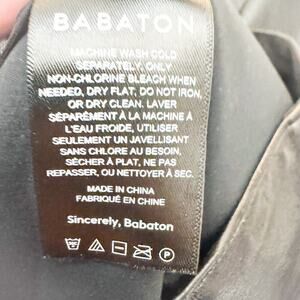 BABATON
MACHINE WASH COLD
SEPARATELY, ONLY
NON-CHLORINE BLEACH WHEN
NEEDED, DRY FLAT, DO NOT IRON,
OR DRY CLEAN. LAVER
SÉPARÉMENT À LA MACHINE À
L'EAU FROIDE, UTILISER
SEULEMENT UN JAVELLISANT
SANS CHLORE AU BESOIN,
SÉCHER À PLAT, NE PAS
REPASSER, OU NETTOYER À SEC.
MADE IN CHINA
FABRIQUÉ EN CHINE
Sincerely, Babaton
P